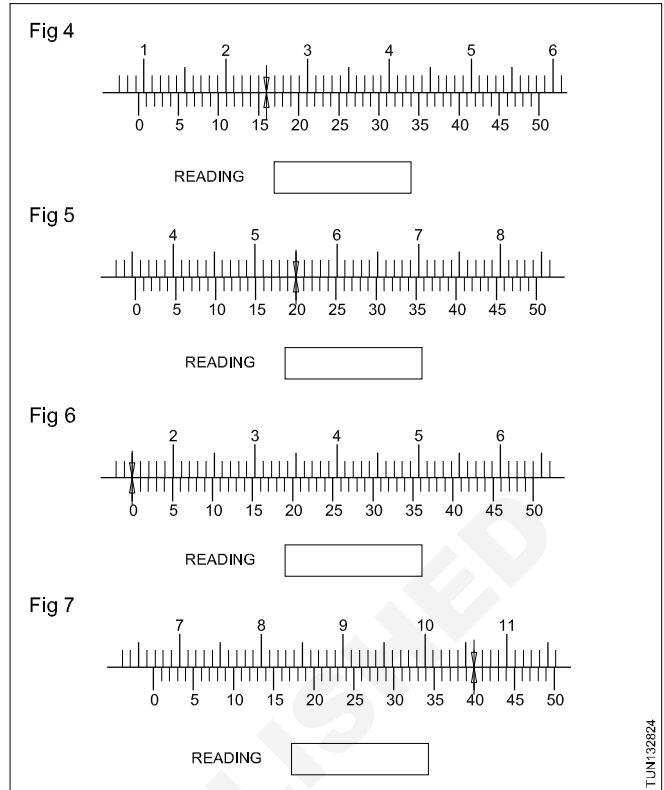 Fig 4
1 2 3 4 5 6
0 5 10 15 20 25 30 35 40 45 50
READING
Fig 5
4 5 6 7 8
0 5 10 15 20 25 30 35 40 45 50
READING
Fig 6
2 3 4 5 6
0 5 10 15 20 25 30 35 40 45 50
READING
Fig 7
7 8 9 10 11
0 5 10 15 20 25 30 35 40 45 50
READING
TUN132824
LISHED